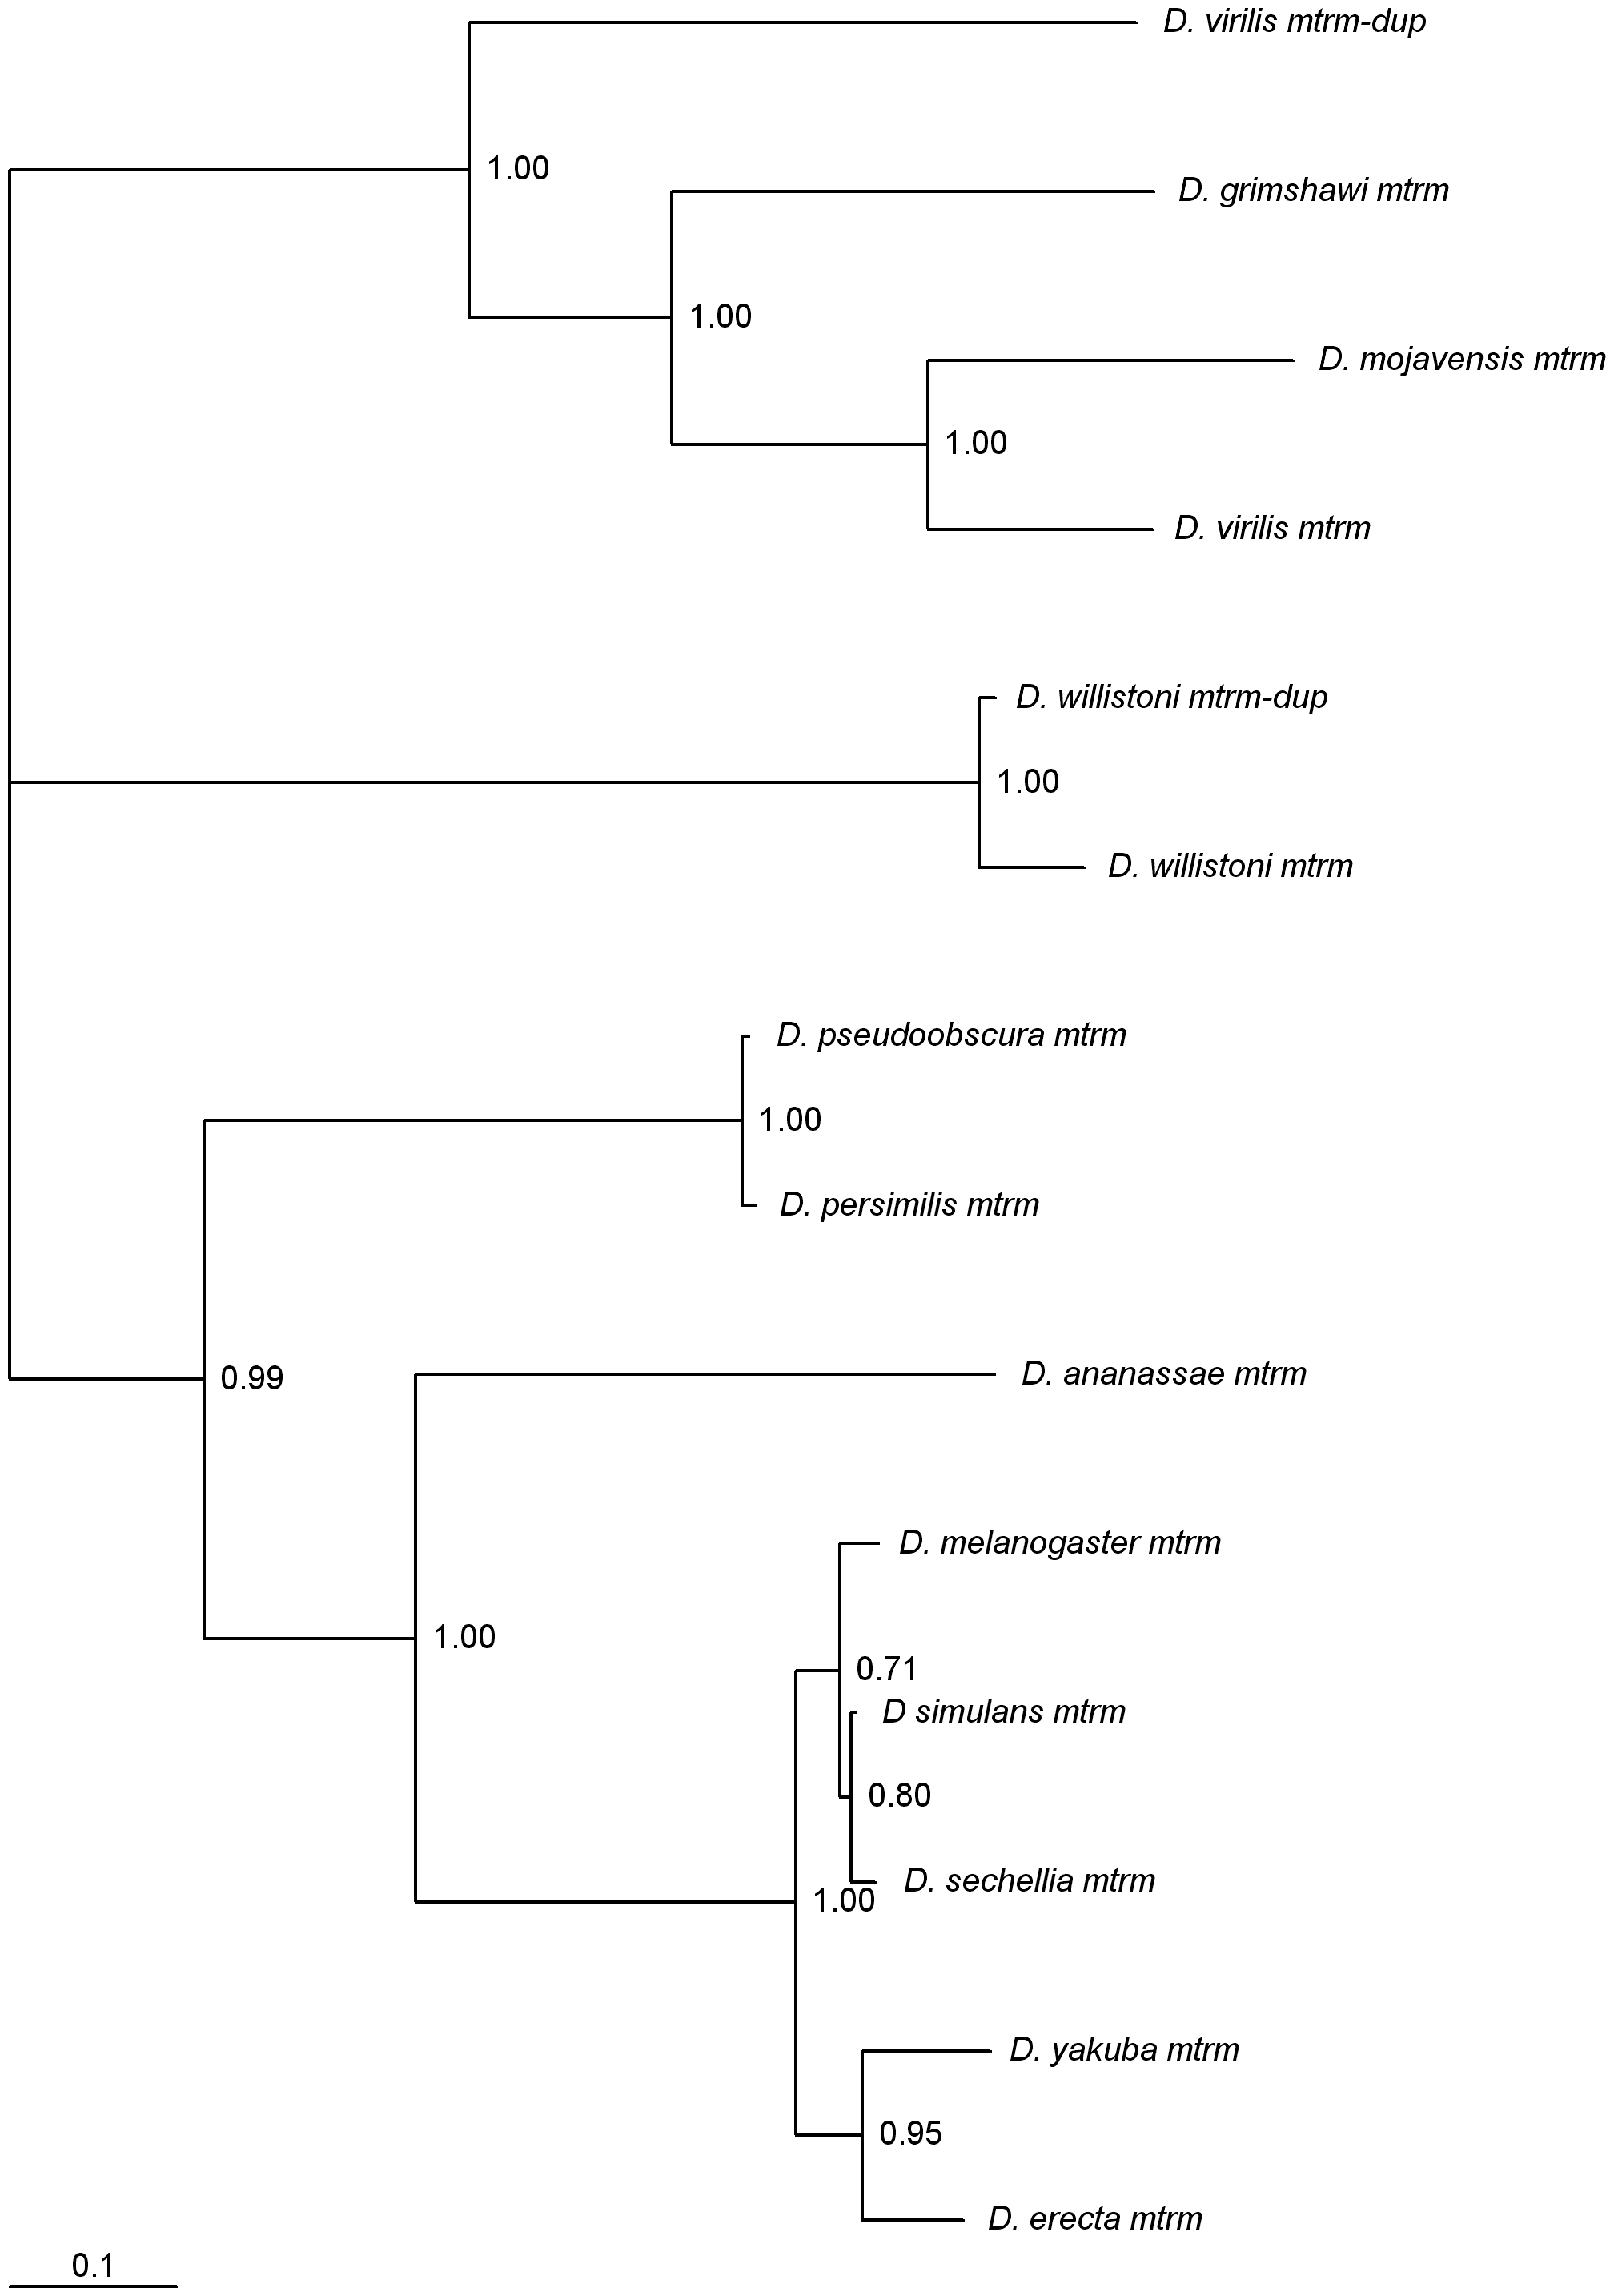 D. virilis mtrm-dup
1.00
D. grimshawi mtrm
1.00
D. mojavensis mtrm
1.00
D. virilis mtrm
D. willistoni mtrm-dup
1.00
D. willistoni mtrm
D. pseudoobscura mtrm
1.00
D. persimilis mtrm
D. ananassae mtrm
0.99
D. melanogaster mtrm
1.00
0.71
D simulans mtrm
0.80
D. sechellia mtrm
1.00
D. yakuba mtrm
0.95
D. erecta mtrm
0.1